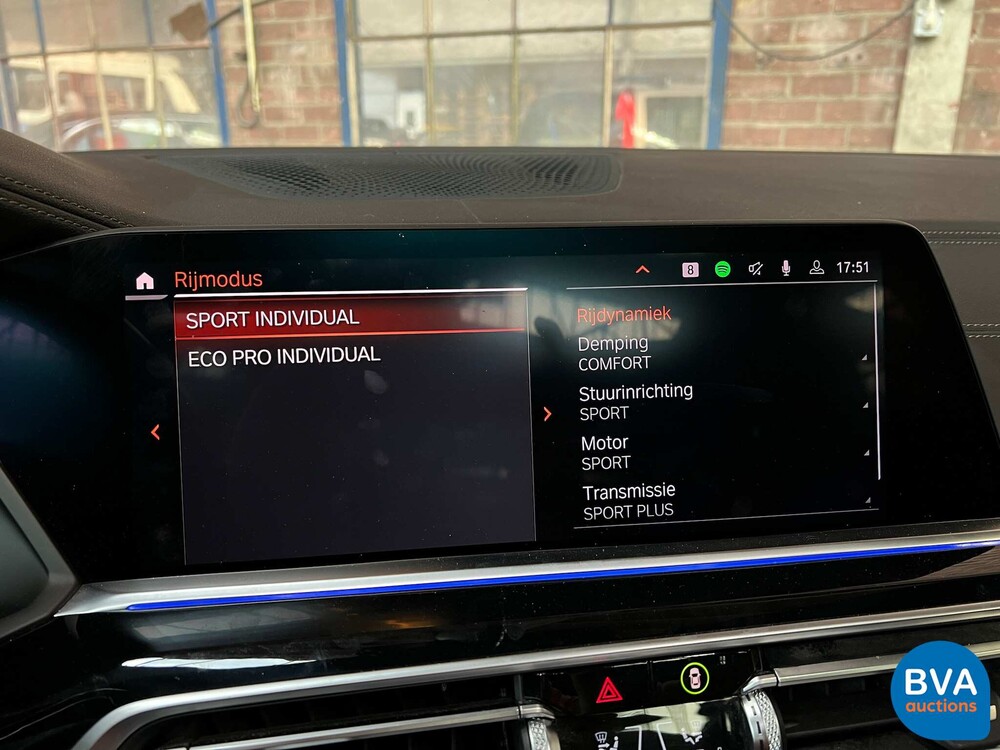 Rijmodus
8
17:51
SPORT INDIVIDUAL
ECO PRO INDIVIDUAL
Rijdynamiek
Demping
COMFORT
Stuurinrichting
SPORT
Motor
SPORT
Transmissie
SPORT PLUS
BVA
auctions